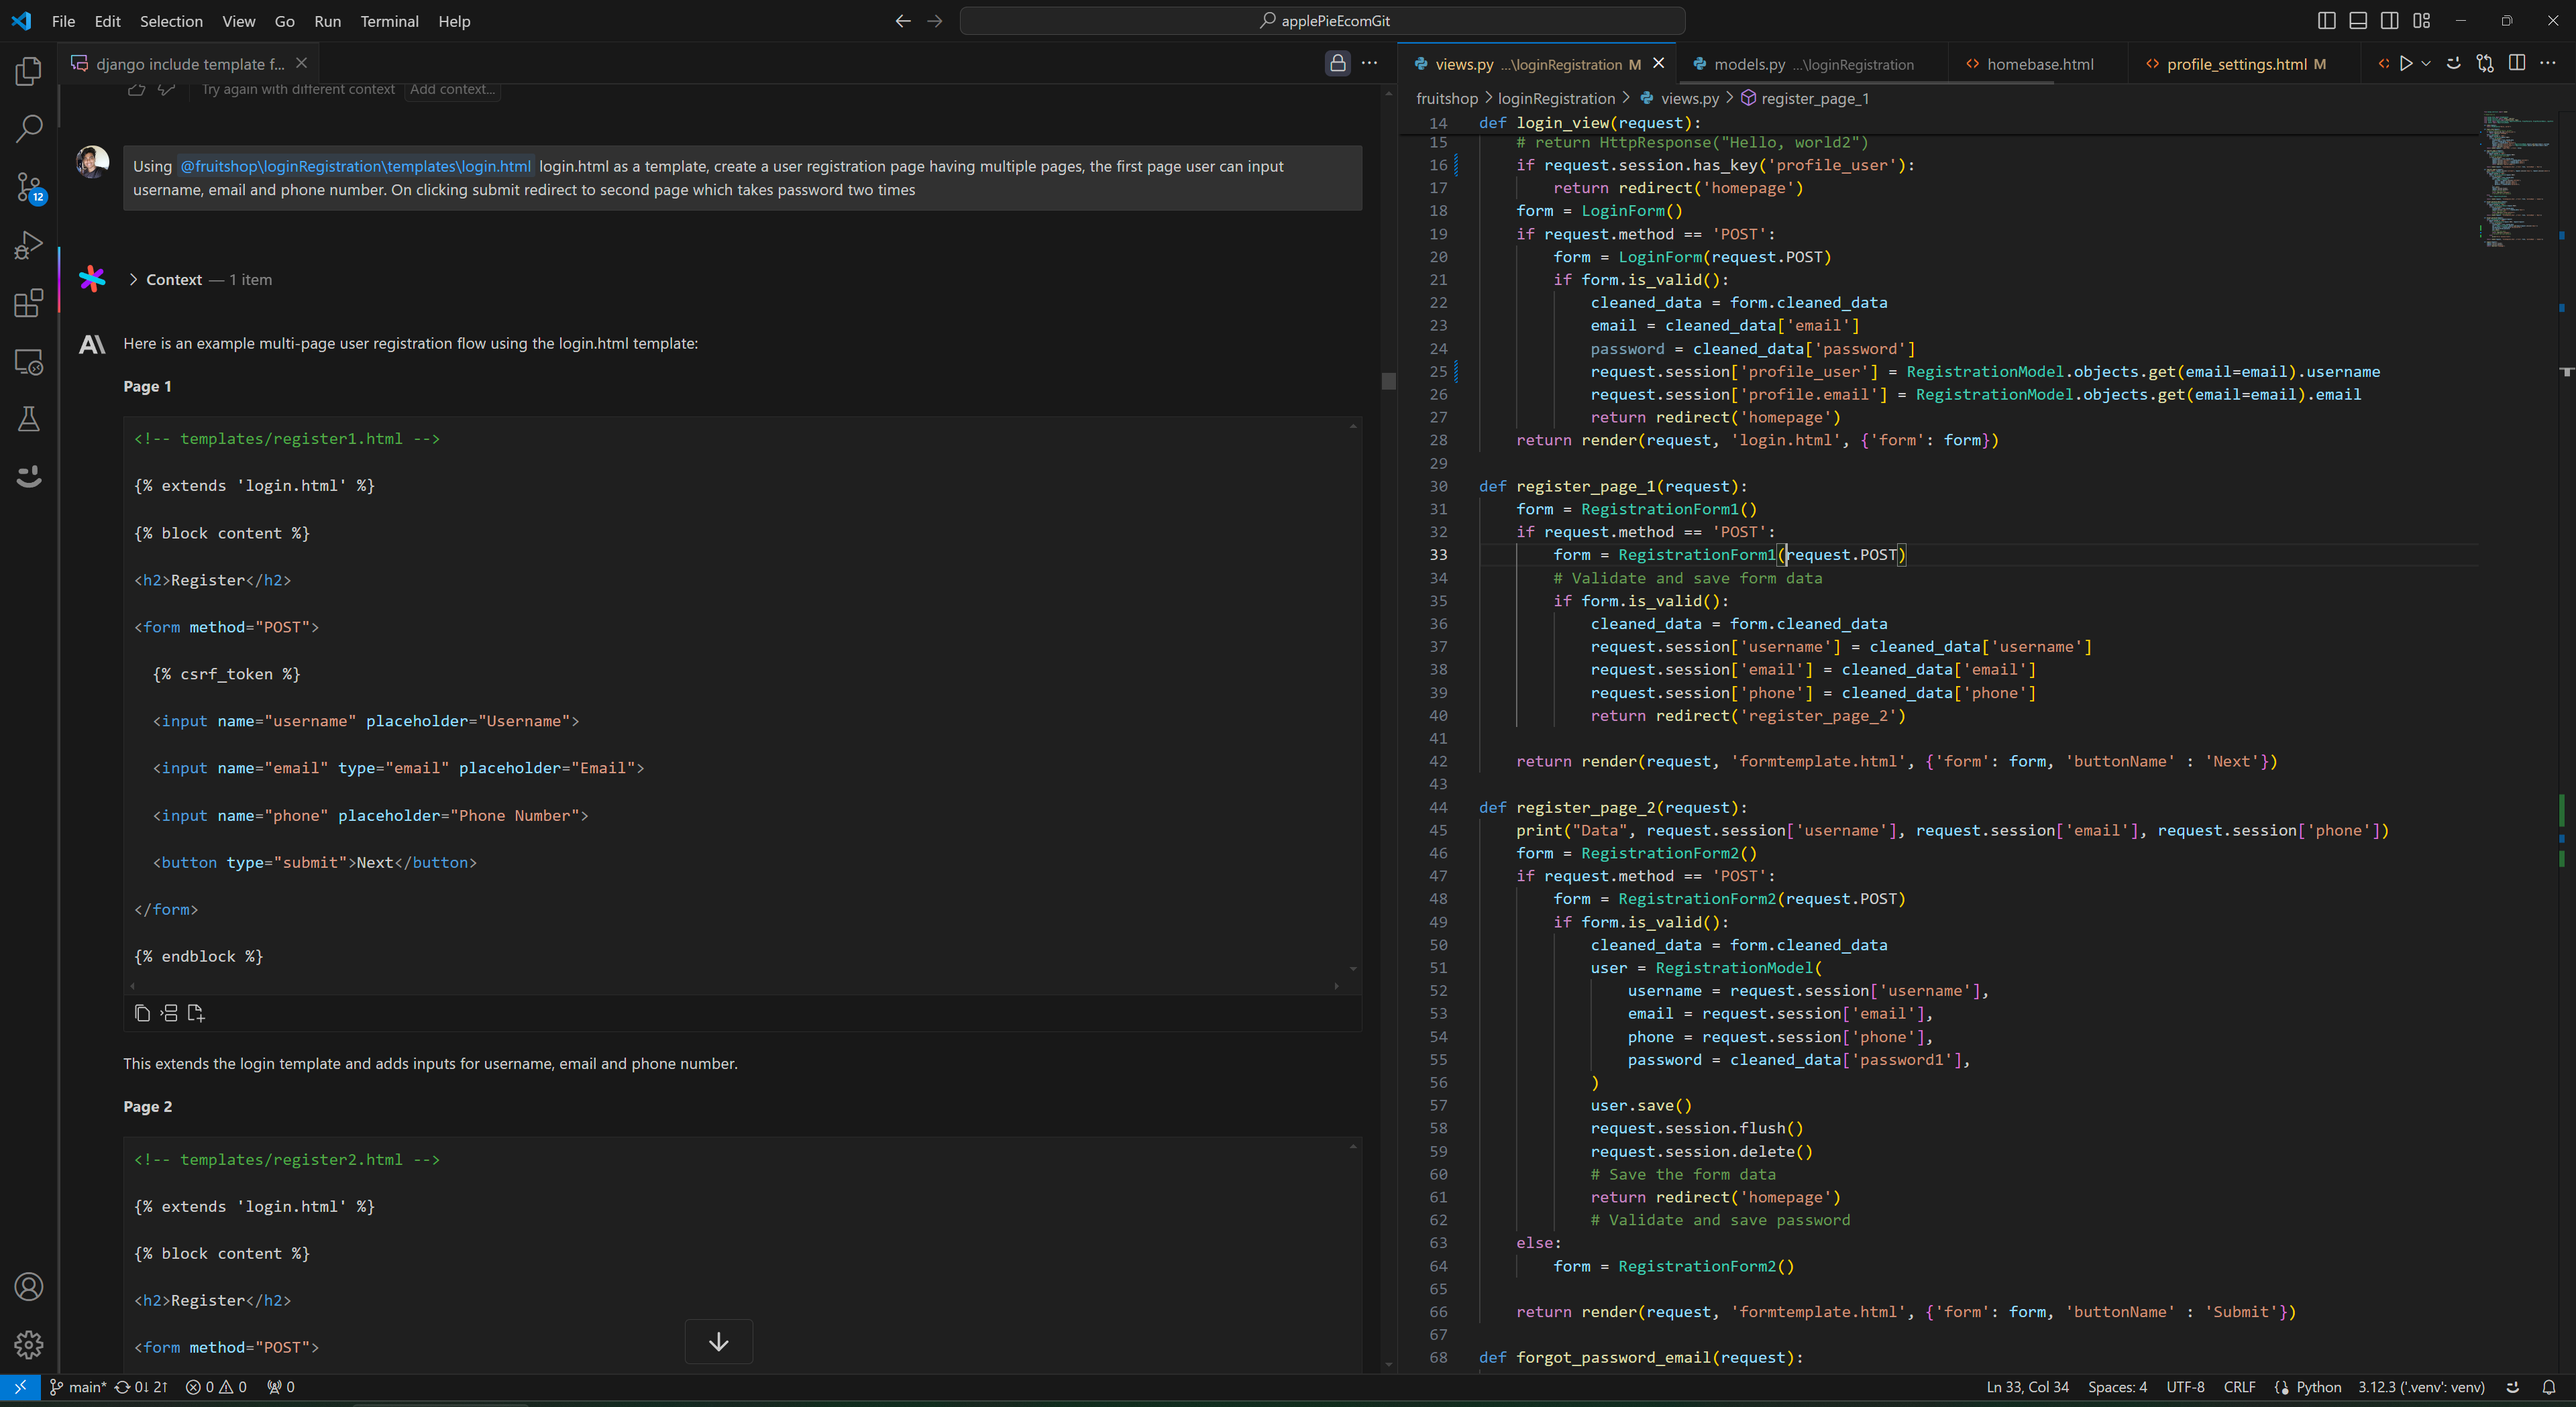 File Edit Selection View Go Run Terminal Help
applePieEcomGit
django include template f...
Try again with different context Add context...
Using @fruitshop\loginRegistration\templates\login.html login.html as a template, create a user registration page having multiple pages, the first page user can input
username, email and phone number. On clicking submit redirect to second page which takes password two times
Context — 1 item
Here is an example multi-page user registration flow using the login.html template:
Page 1
<!-- templates/register1.html -->
{% extends 'login.html' %}
{% block content %}
<h2>Register</h2>
<form method="POST">
{% csrf_token %}
<input name="username" placeholder="Username">
<input name="email" type="email" placeholder="Email">
<input name="phone" placeholder="Phone Number">
<button type="submit">Next</button>
</form>
{% endblock %}
This extends the login template and adds inputs for username, email and phone number.
Page 2
<!-- templates/register2.html -->
{% extends 'login.html' %}
{% block content %}
<h2>Register</h2>
<form method="POST">
12
views.py ...\loginRegistration M
models.py ...\loginRegistration
homebase.html
profile_settings.html M
fruitshop > loginRegistration > views.py > register_page_1
14 def login_view(request):
15 # return HttpResponse("Hello, world2")
16 if request.session.has_key('profile_user'):
17 return redirect('homepage')
18 form = LoginForm()
19 if request.method == 'POST':
20 form = LoginForm(request.POST)
21 if form.is_valid():
22 cleaned_data = form.cleaned_data
23 email = cleaned_data['email']
24 password = cleaned_data['password']
25 request.session['profile_user'] = RegistrationModel.objects.get(email=email).username
26 request.session['profile.email'] = RegistrationModel.objects.get(email=email).email
27 return redirect('homepage')
28 return render(request, 'login.html', {'form': form})
29
30 def register_page_1(request):
31 form = RegistrationForm1()
32 if request.method == 'POST':
33 form = RegistrationForm1(request.POST)
34 # Validate and save form data
35 if form.is_valid():
36 cleaned_data = form.cleaned_data
37 request.session['username'] = cleaned_data['username']
38 request.session['email'] = cleaned_data['email']
39 request.session['phone'] = cleaned_data['phone']
40 return redirect('register_page_2')
41
42 return render(request, 'formtemplate.html', {'form': form, 'buttonName' : 'Next'})
43
44 def register_page_2(request):
45 print("Data", request.session['username'], request.session['email'], request.session['phone'])
46 form = RegistrationForm2()
47 if request.method == 'POST':
48 form = RegistrationForm2(request.POST)
49 if form.is_valid():
50 cleaned_data = form.cleaned_data
51 user = RegistrationModel(
52 username = request.session['username'],
53 email = request.session['email'],
54 phone = request.session['phone'],
55 password = cleaned_data['password1'],
56 )
57 user.save()
58 request.session.flush()
59 request.session.delete()
60 # Save the form data
61 return redirect('homepage')
62 # Validate and save password
63 else:
64 form = RegistrationForm2()
65
66 return render(request, 'formtemplate.html', {'form': form, 'buttonName' : 'Submit'})
67
68 def forgot_password_email(request):
main* 0↓ 2↑ 0 0 0
Ln 33, Col 34 Spaces: 4 UTF-8 CRLF Python 3.12.3 ('.venv': venv)